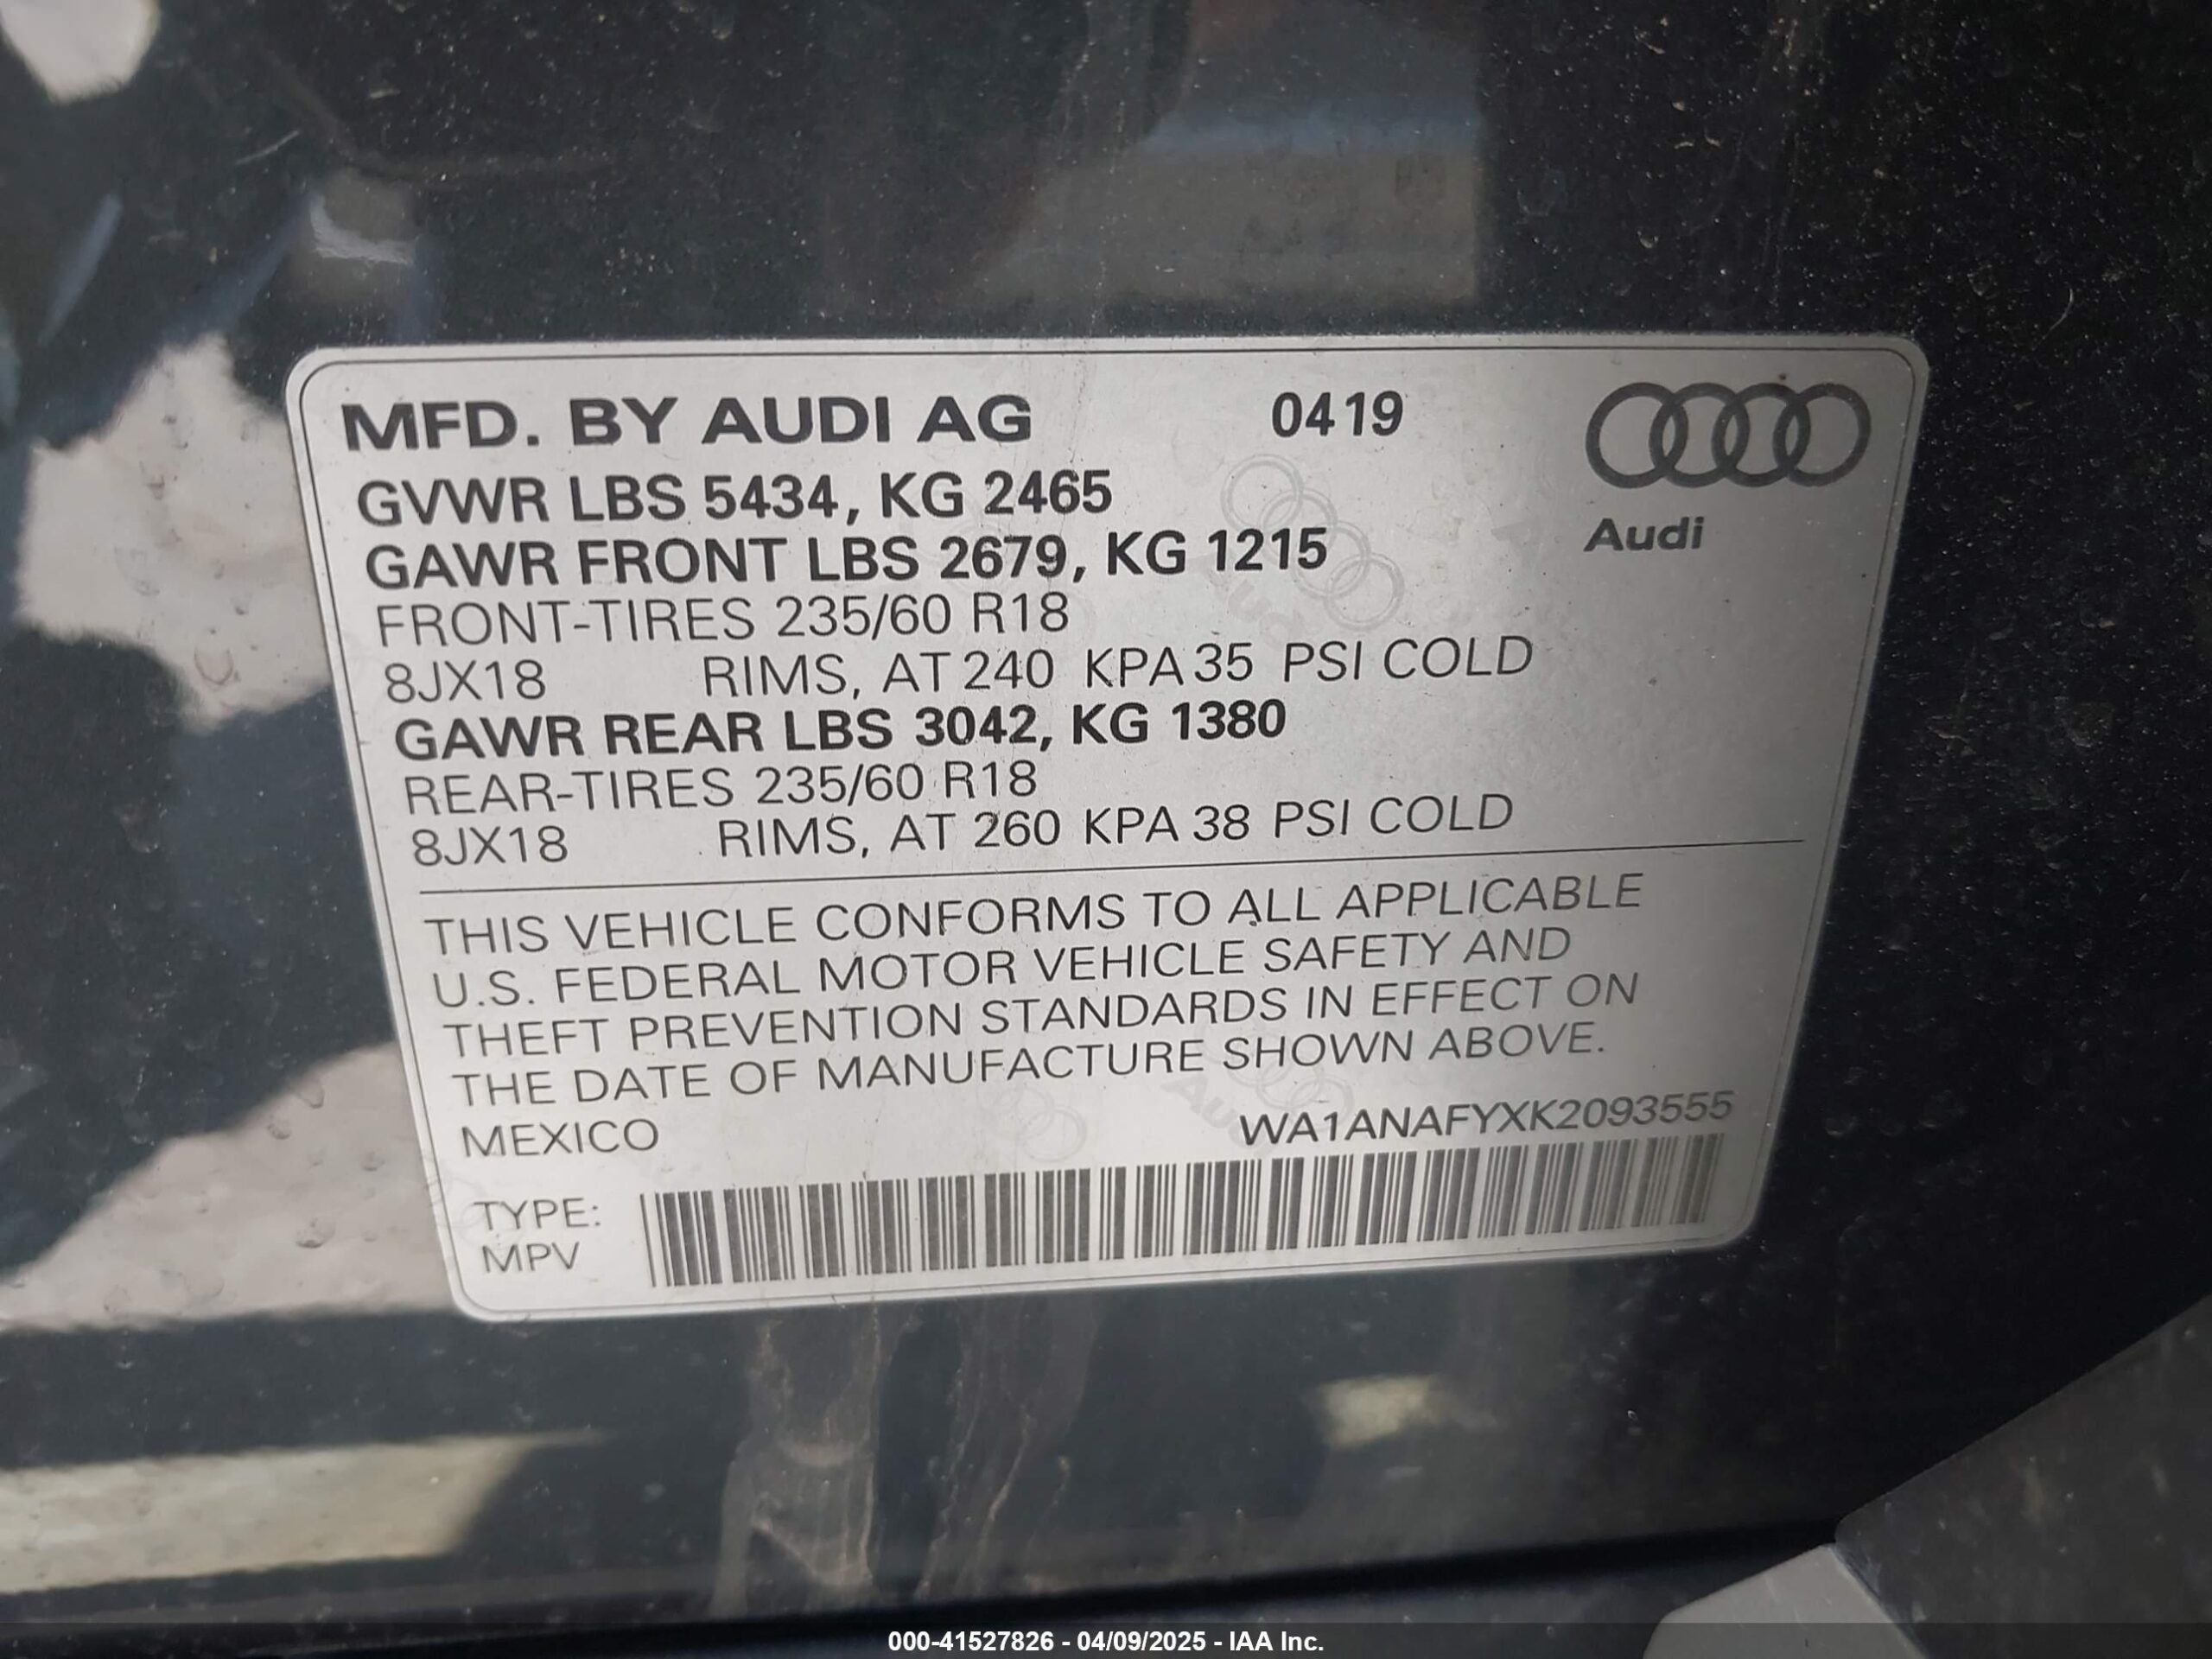 MFD. BY AUDI AG 0419
Audi
GVWR LBS 5434, KG 2465
GAWR FRONT LBS 2679, KG 1215
FRONT-TIRES 235/60 R18
8JX18 RIMS, AT 240 KPA 35 PSI COLD
GAWR REAR LBS 3042, KG 1380
REAR-TIRES 235/60 R18
8JX18 RIMS, AT 260 KPA 38 PSI COLD
THIS VEHICLE CONFORMS TO ALL APPLICABLE
U.S. FEDERAL MOTOR VEHICLE SAFETY AND
THEFT PREVENTION STANDARDS IN EFFECT ON
THE DATE OF MANUFACTURE SHOWN ABOVE.
MEXICO WA1ANAFYXK2093555
TYPE:
MPV
000-41527826 - 04/09/2025 - IAA Inc.